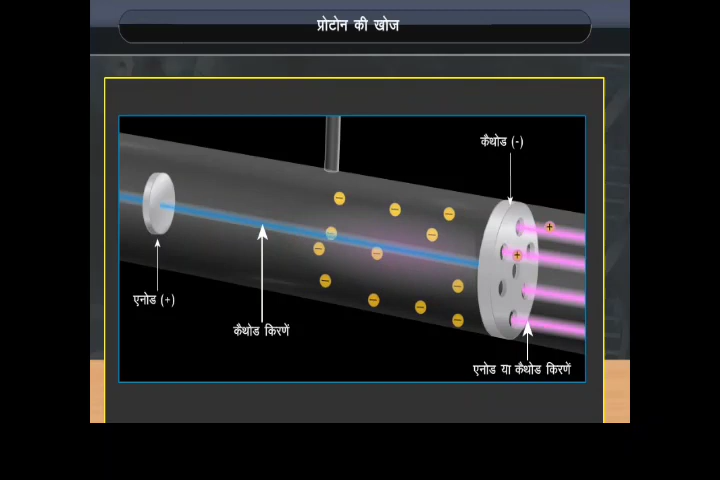 प्रोटोन की खोज
कैथोड (-)
एनोड (+)
कैथोड किरणें
एनोड या कैथोड किरणें